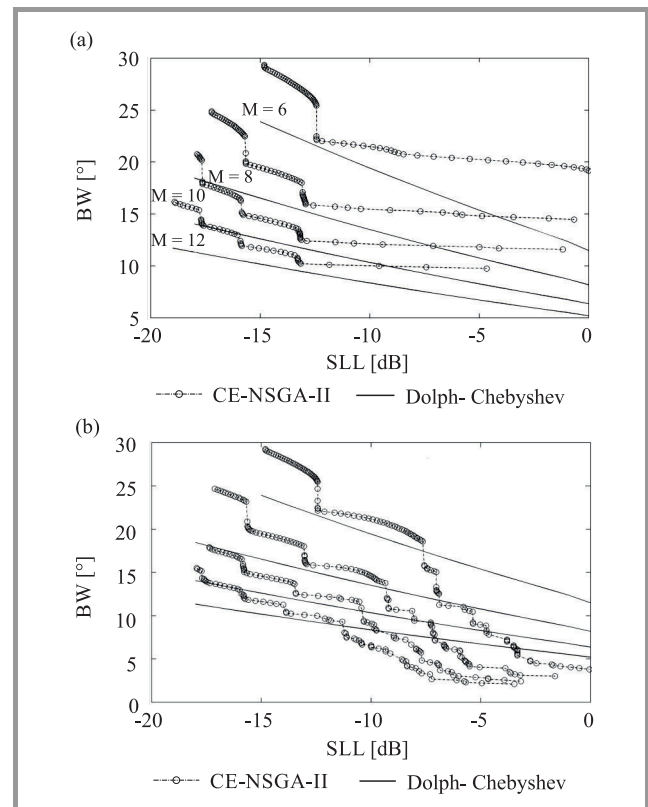 (a)
30
M = 6
25
20
M = 8
M = 10
15
M = 12
10
5
BW [°]
-20 -15 -10 -5 0
SLL [dB]
CE-NSGA-II Dolph- Chebyshev
(b)
30
25
20
15
10
5
0
BW [°]
-20 -15 -10 -5 0
SLL [dB]
CE-NSGA-II Dolph- Chebyshev